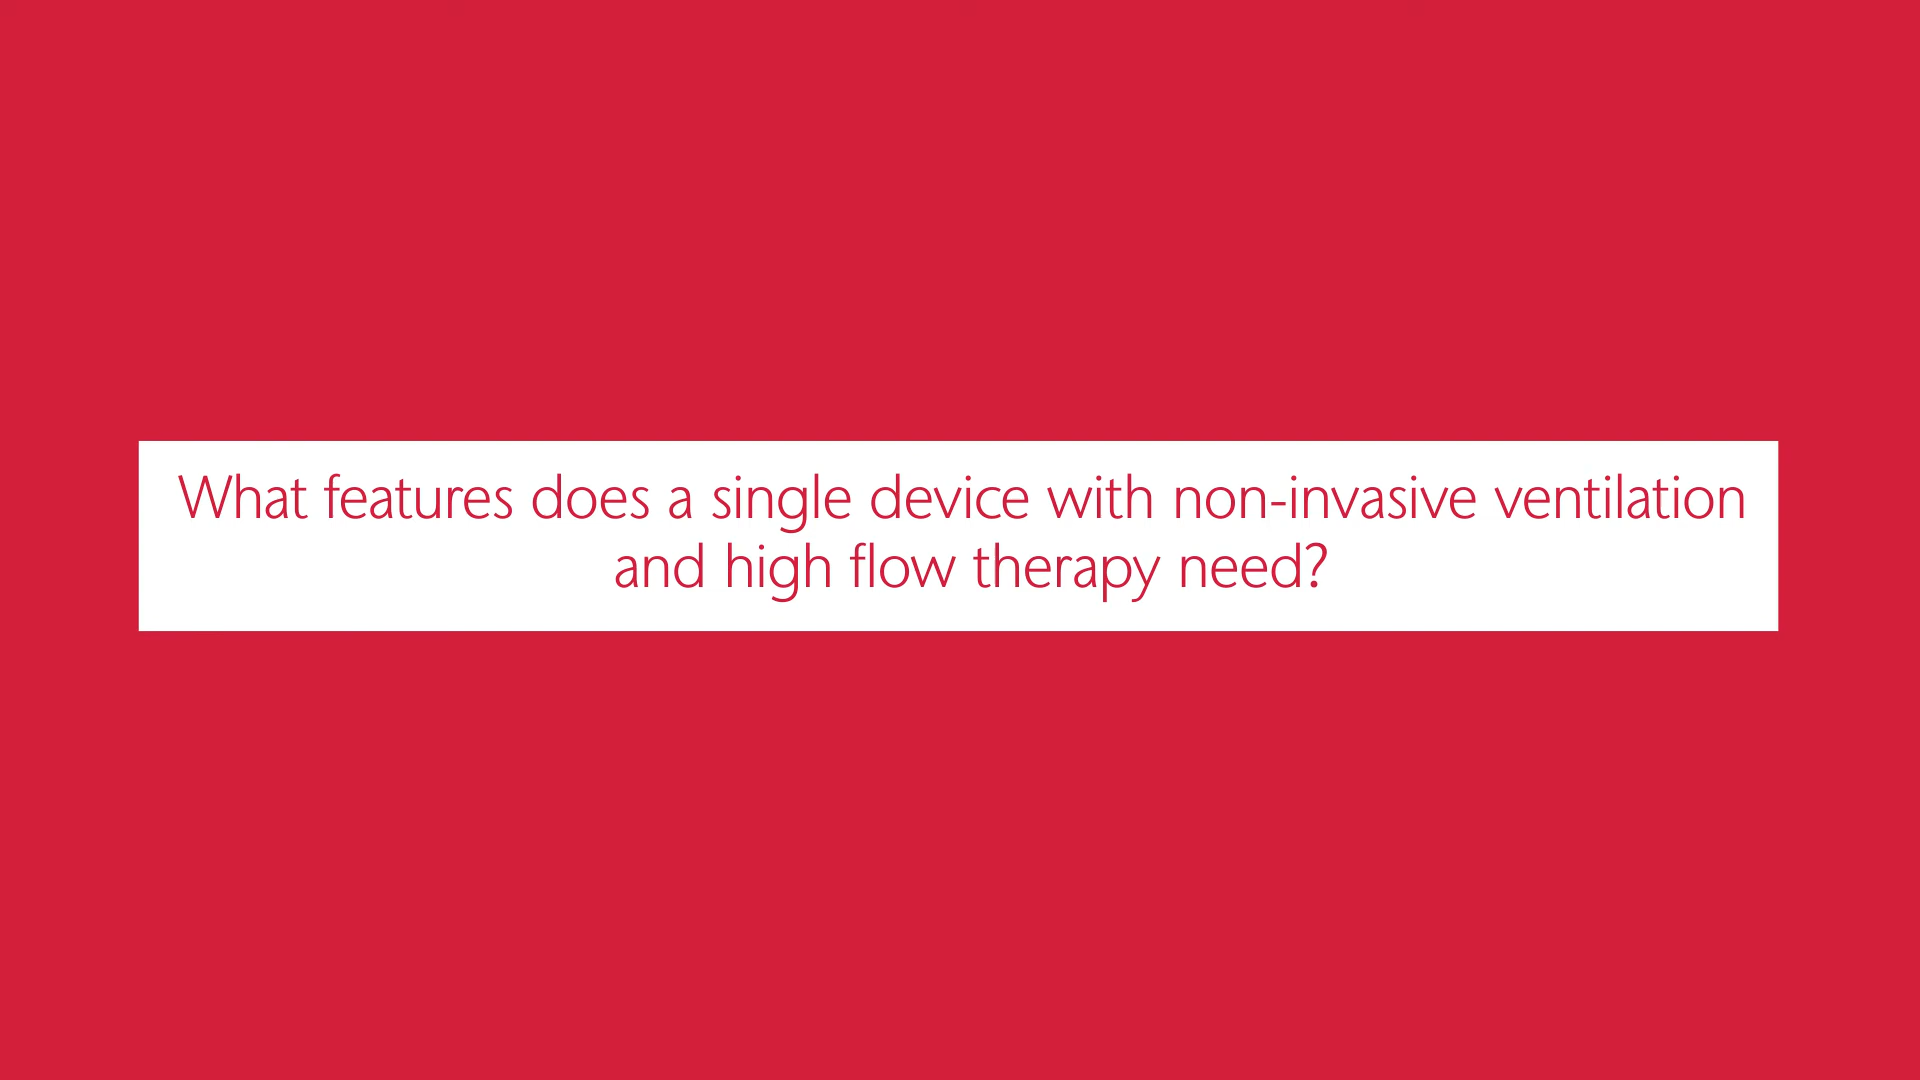 What features does a single device with non-invasive ventilation
and high flow therapy need?